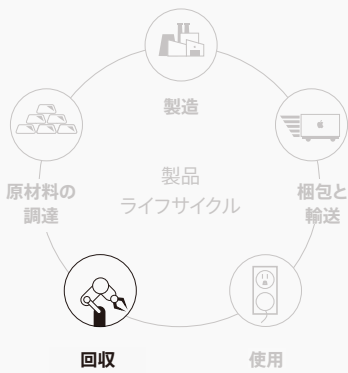 製造
原材料の
調達
製品
ライフサイクル
梱包と
輸送
回収
使用